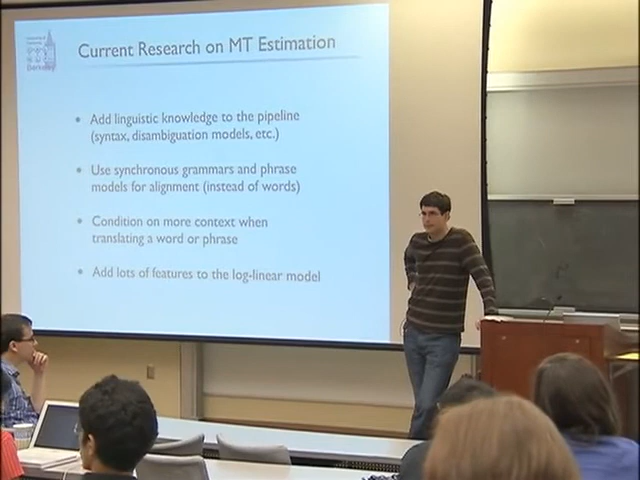 Current Research on MT Estimation
Berkeley
• Add linguistic knowledge to the pipeline
(syntax, disambiguation models, etc.)
• Use synchronous grammars and phrase
models for alignment (instead of words)
• Condition on more context when
translating a word or phrase
• Add lots of features to the log-linear model